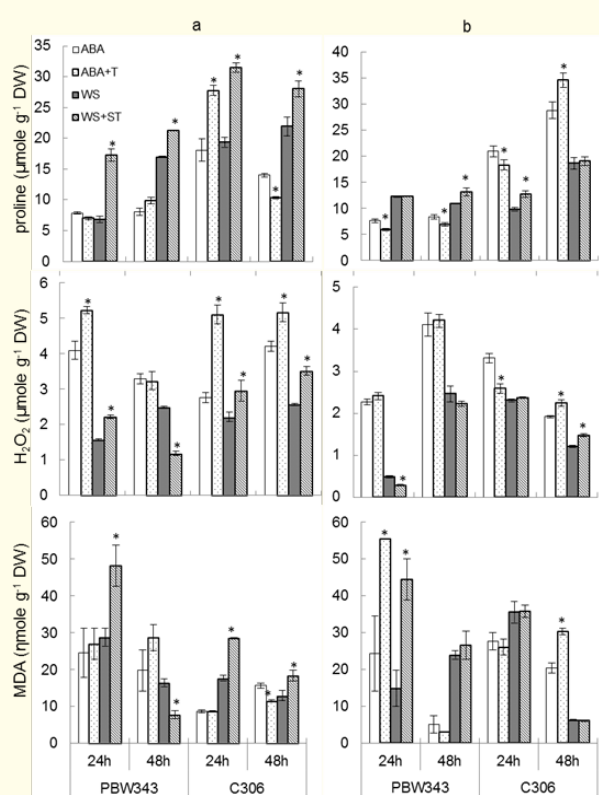 a
b
proline (µmole g-1 DW)
35
30
25
20
15
10
5
0
ABA
ABA+T
WS
WS+ST
* * * * * *
40
35
30
25
20
15
10
5
0
* * * * * *
H2O2 (µmole g-1 DW)
6
5
4
3
2
1
0
* * * * * * *
5
4
3
2
1
0
* * * *
MDA (ηmole g-1 DW)
60
50
40
30
20
10
0
* * * * *
60
50
40
30
20
10
0
* * *
24h 48h 24h 48h
PBW343 C306
24h 48h 24h 48h
PBW343 C306